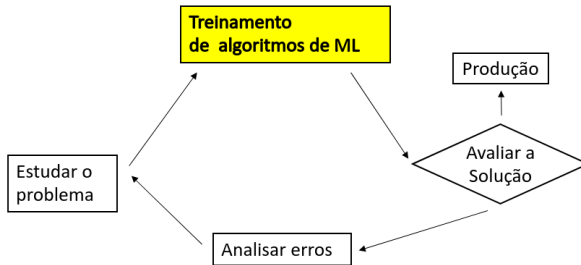 Treinamento
de algoritmos de ML
Produção
Avaliar a
Solução
Estudar o
problema
Analisar erros